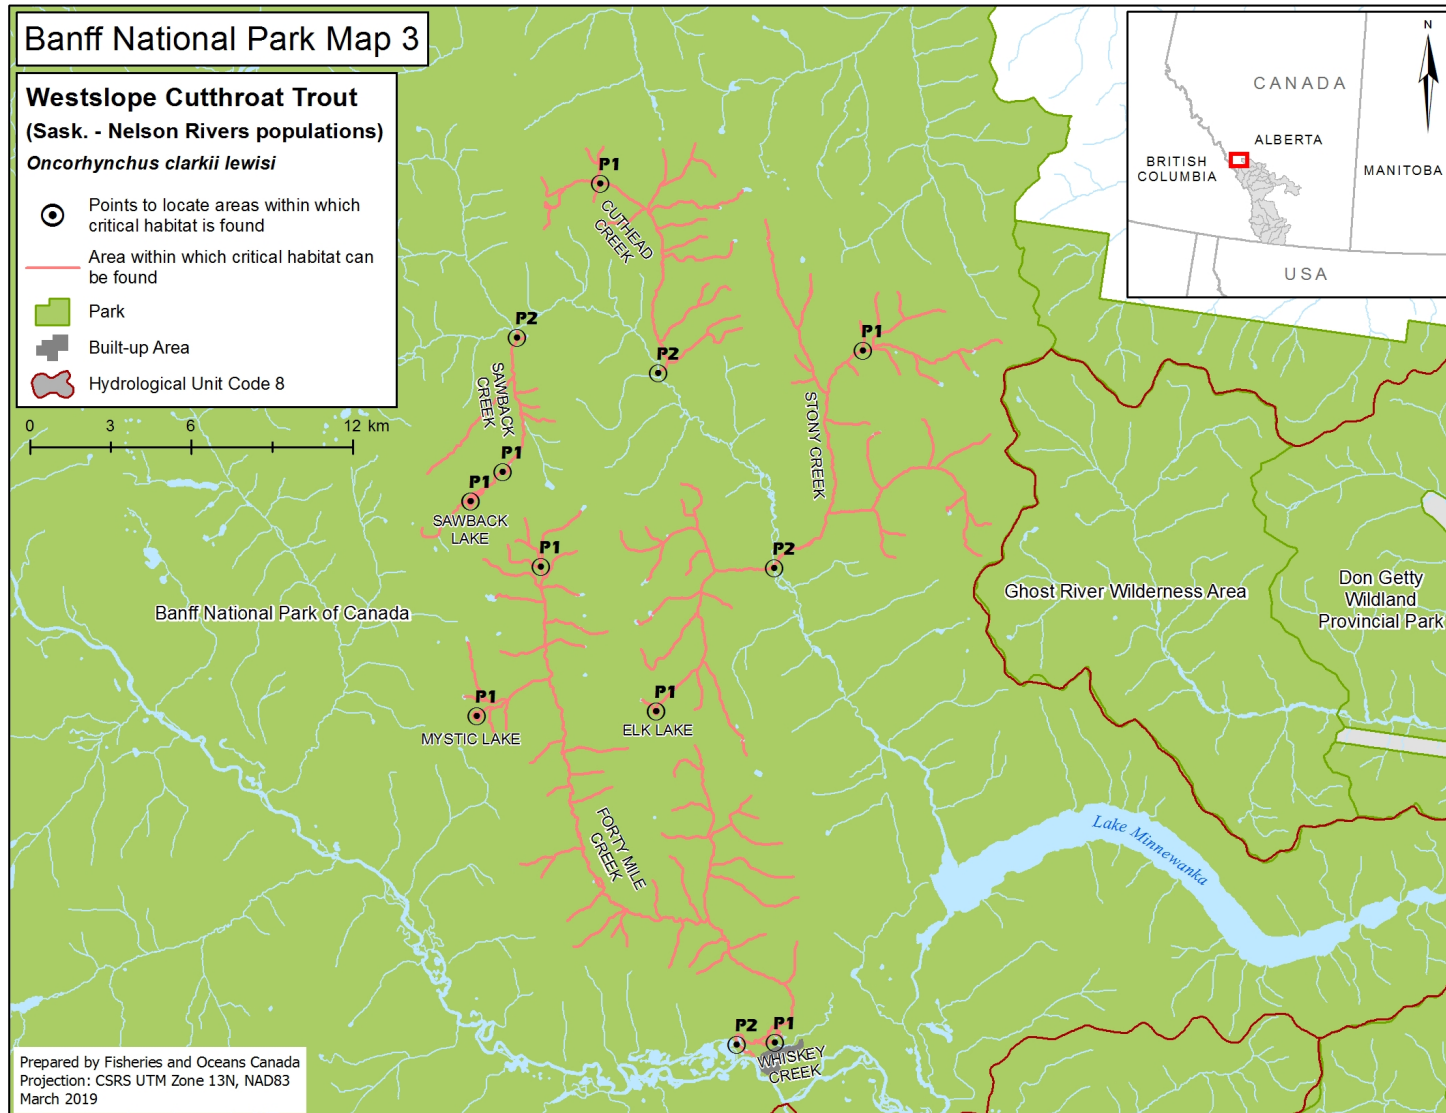 Banff National Park Map 3
Westslope Cutthroat Trout
(Sask. - Nelson Rivers populations)
Oncorhynchus clarkii lewisi
Points to locate areas within which
critical habitat is found
Area within which critical habitat can
be found
Park
Built-up Area
Hydrological Unit Code 8
0 3 6 12 km
N
CANADA
ALBERTA
BRITISH
COLUMBIA
MANITOBA
USA
P1
CUTHEAD
CREEK
P2
P2
SAWBACK
CREEK
P1
P1
SAWBACK
LAKE
P1
STONY CREEK
P2
P1
Banff National Park of Canada
Ghost River Wilderness Area
Don Getty
Wildland
Provincial Park
P1
MYSTIC LAKE
P1
ELK LAKE
FORTY MILE
CREEK
Lake Minnewanka
P2
P1
WHISKEY
CREEK
Prepared by Fisheries and Oceans Canada
Projection: CSRS UTM Zone 13N, NAD83
March 2019